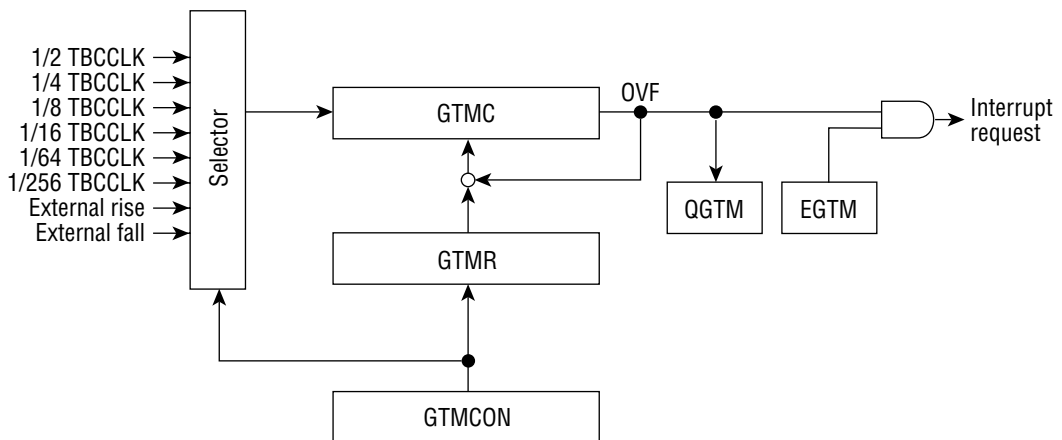 1/2 TBCCLK
1/4 TBCCLK
1/8 TBCCLK
1/16 TBCCLK
1/64 TBCCLK
1/256 TBCCLK
External rise
External fall
Selector
GTMC
OVF
Interrupt
request
QGTM
EGTM
GTMR
GTMCON